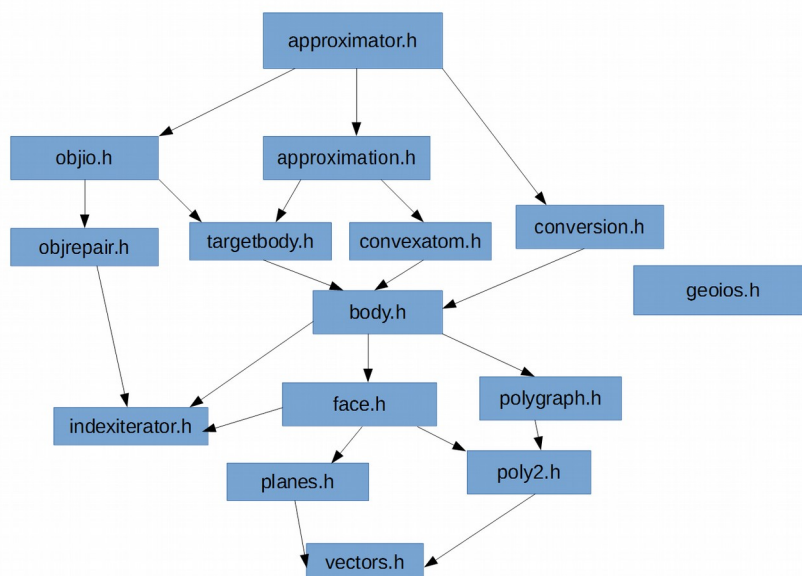 approximator.h
objio.h
approximation.h
objrepair.h
targetbody.h
convexatom.h
conversion.h
geoios.h
body.h
indexiterator.h
face.h
polygraph.h
planes.h
poly2.h
vectors.h